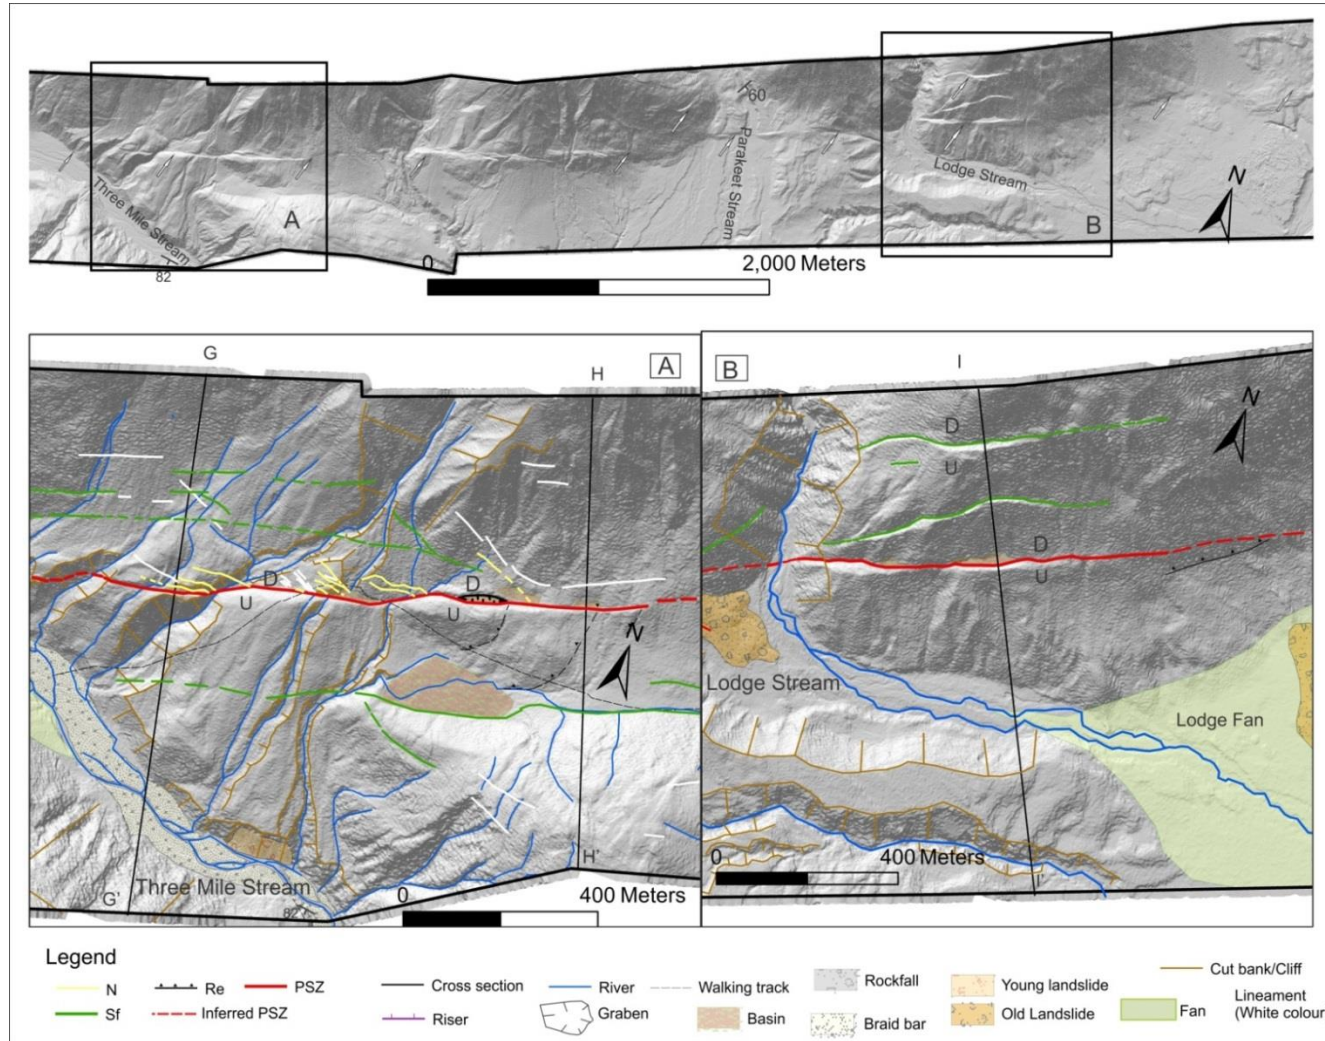 60
Parakeet Stream
Lodge Stream
N
Three Mile Stream
A
B
82
0
2,000 Meters
G
H
A
B
I
N
D
U
D
D
U
D
U
D
U
N
Lodge Stream
Lodge Fan
H'
0
400 Meters
G'
Three Mile Stream
82
0
400 Meters
I'
Legend
N
Re
PSZ
Cross section
River
Walking track
Rockfall
Young landslide
Cut bank/Cliff
Sf
Inferred PSZ
Riser
Graben
Basin
Braid bar
Old Landslide
Fan
Lineament
(White colour